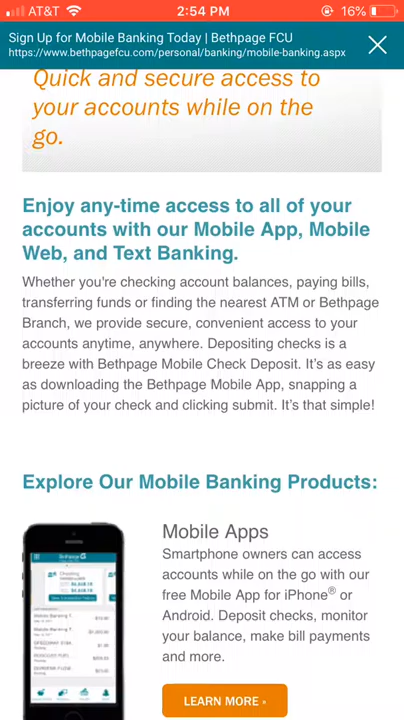 AT&T 2:54 PM 16%
Sign Up for Mobile Banking Today | Bethpage FCU
https://www.bethpagefcu.com/personal/banking/mobile-banking.aspx
Quick and secure access to
your accounts while on the
go.
Enjoy any-time access to all of your
accounts with our Mobile App, Mobile
Web, and Text Banking.
Whether you're checking account balances, paying bills,
transferring funds or finding the nearest ATM or Bethpage
Branch, we provide secure, convenient access to your
accounts anytime, anywhere. Depositing checks is a
breeze with Bethpage Mobile Check Deposit. It's as easy
as downloading the Bethpage Mobile App, snapping a
picture of your check and clicking submit. It's that simple!
Explore Our Mobile Banking Products:
Bethpage
Checking
Mobile Apps
Smartphone owners can access
accounts while on the go with our
free Mobile App for iPhone® or
Android. Deposit checks, monitor
your balance, make bill payments
and more.
LEARN MORE ›